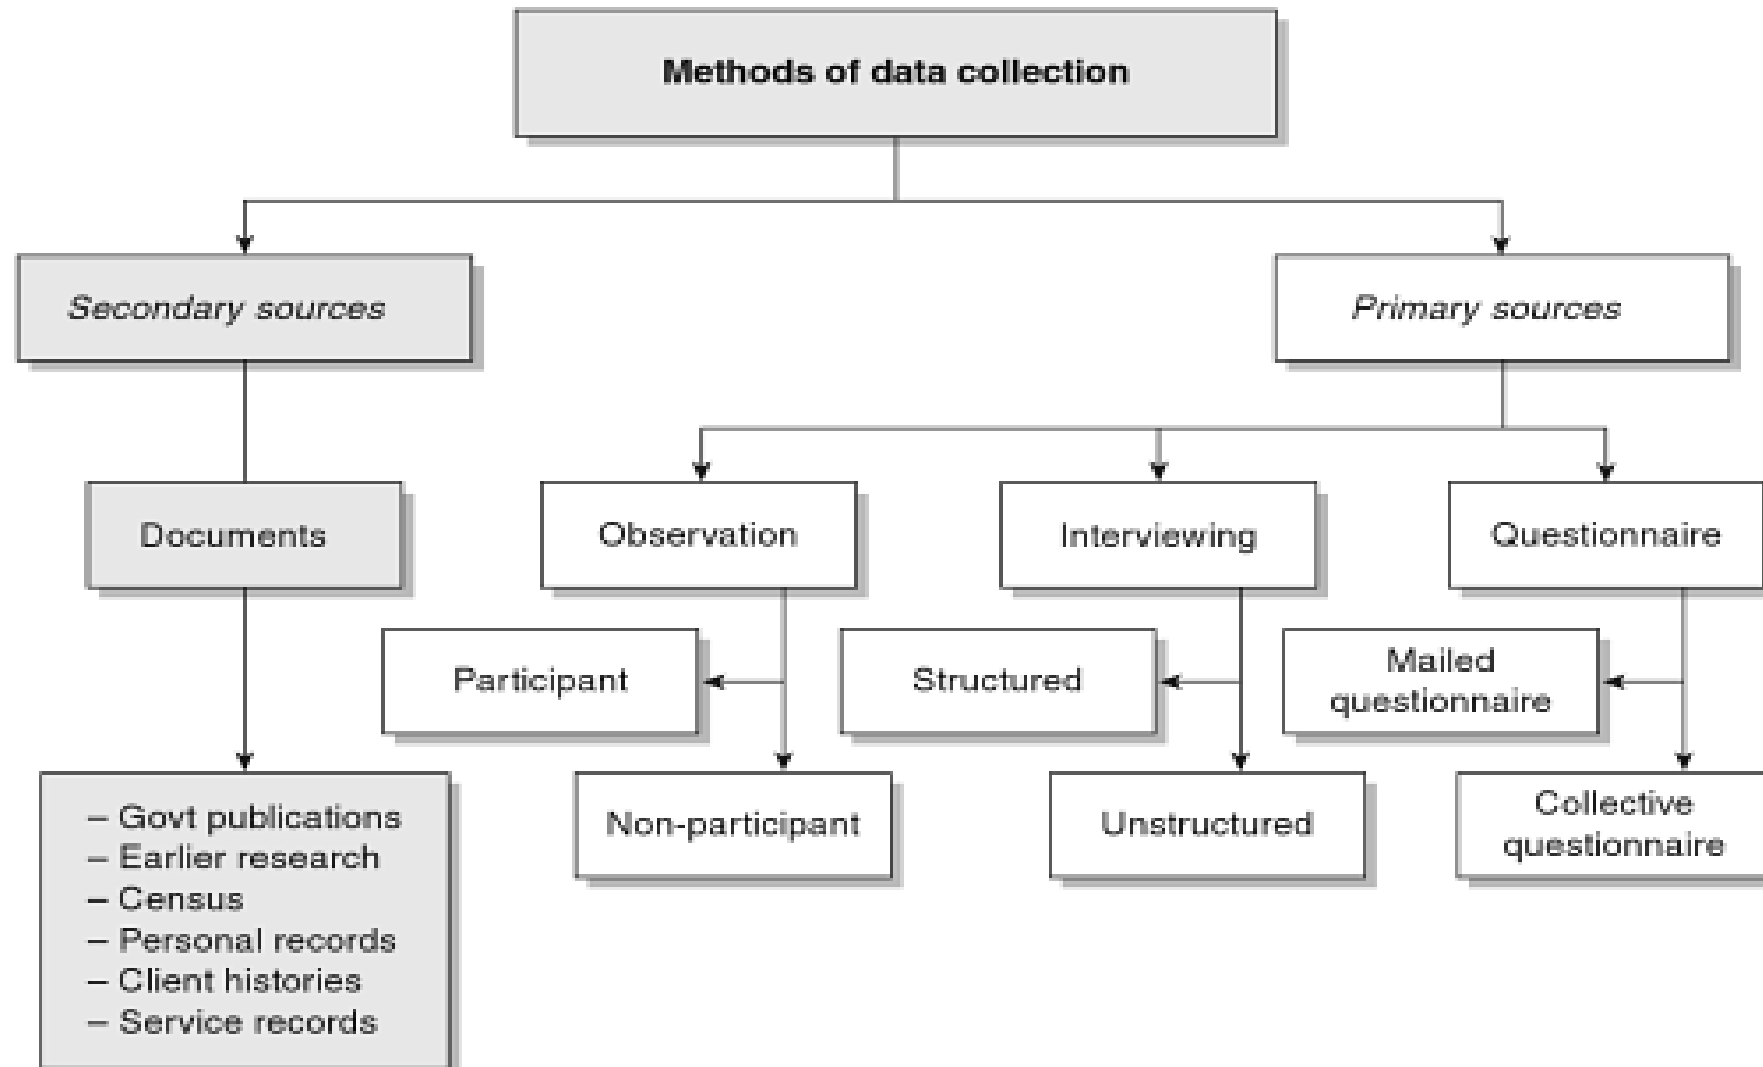 Methods of data collection
Secondary sources
Primary sources
Documents
Observation
Interviewing
Questionnaire
Participant
Structured
Mailed
questionnaire
Non-participant
Unstructured
Collective
questionnaire
– Govt publications
– Earlier research
– Census
– Personal records
– Client histories
– Service records